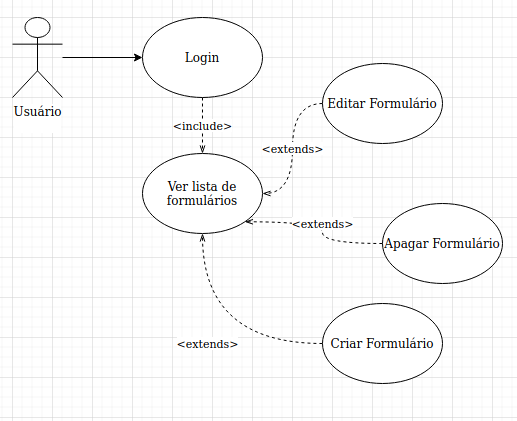 Login
Usuário
Editar Formulário
<include>
<extends>
Ver lista de
formulários
<extends>
Apagar Formulário
<extends>
Criar Formulário